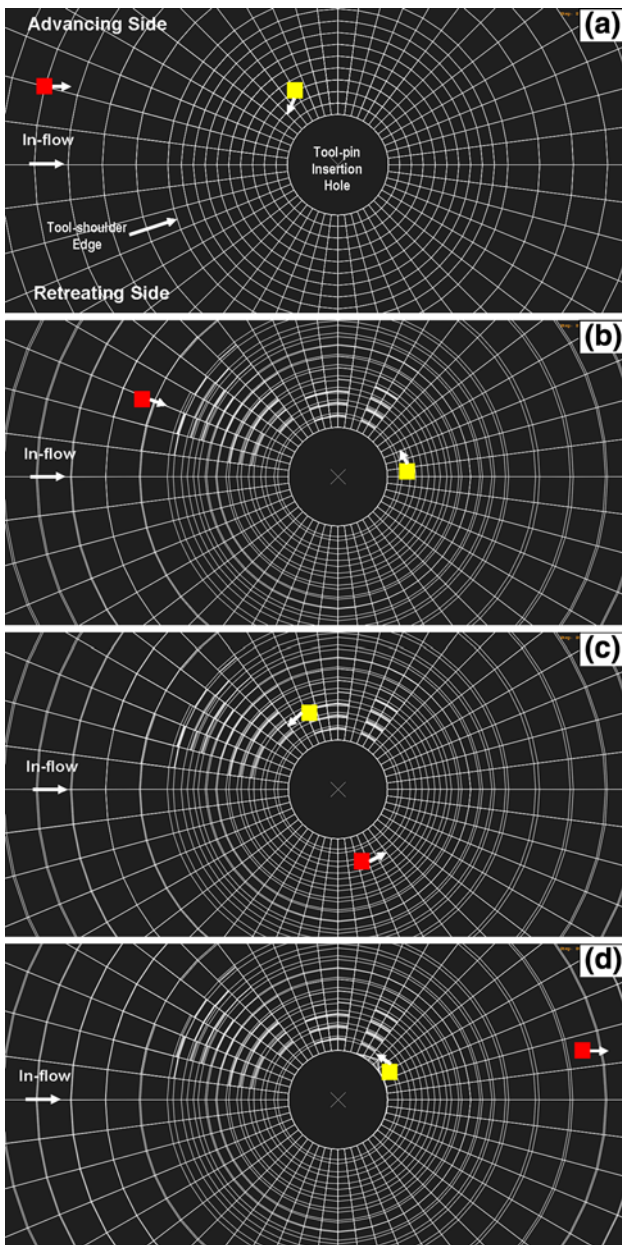 Advancing Side
(a)
In-flow
Tool-pin
Insertion
Hole
Tool-shoulder
Edge
Retreating Side
(b)
In-flow
(c)
In-flow
(d)
In-flow